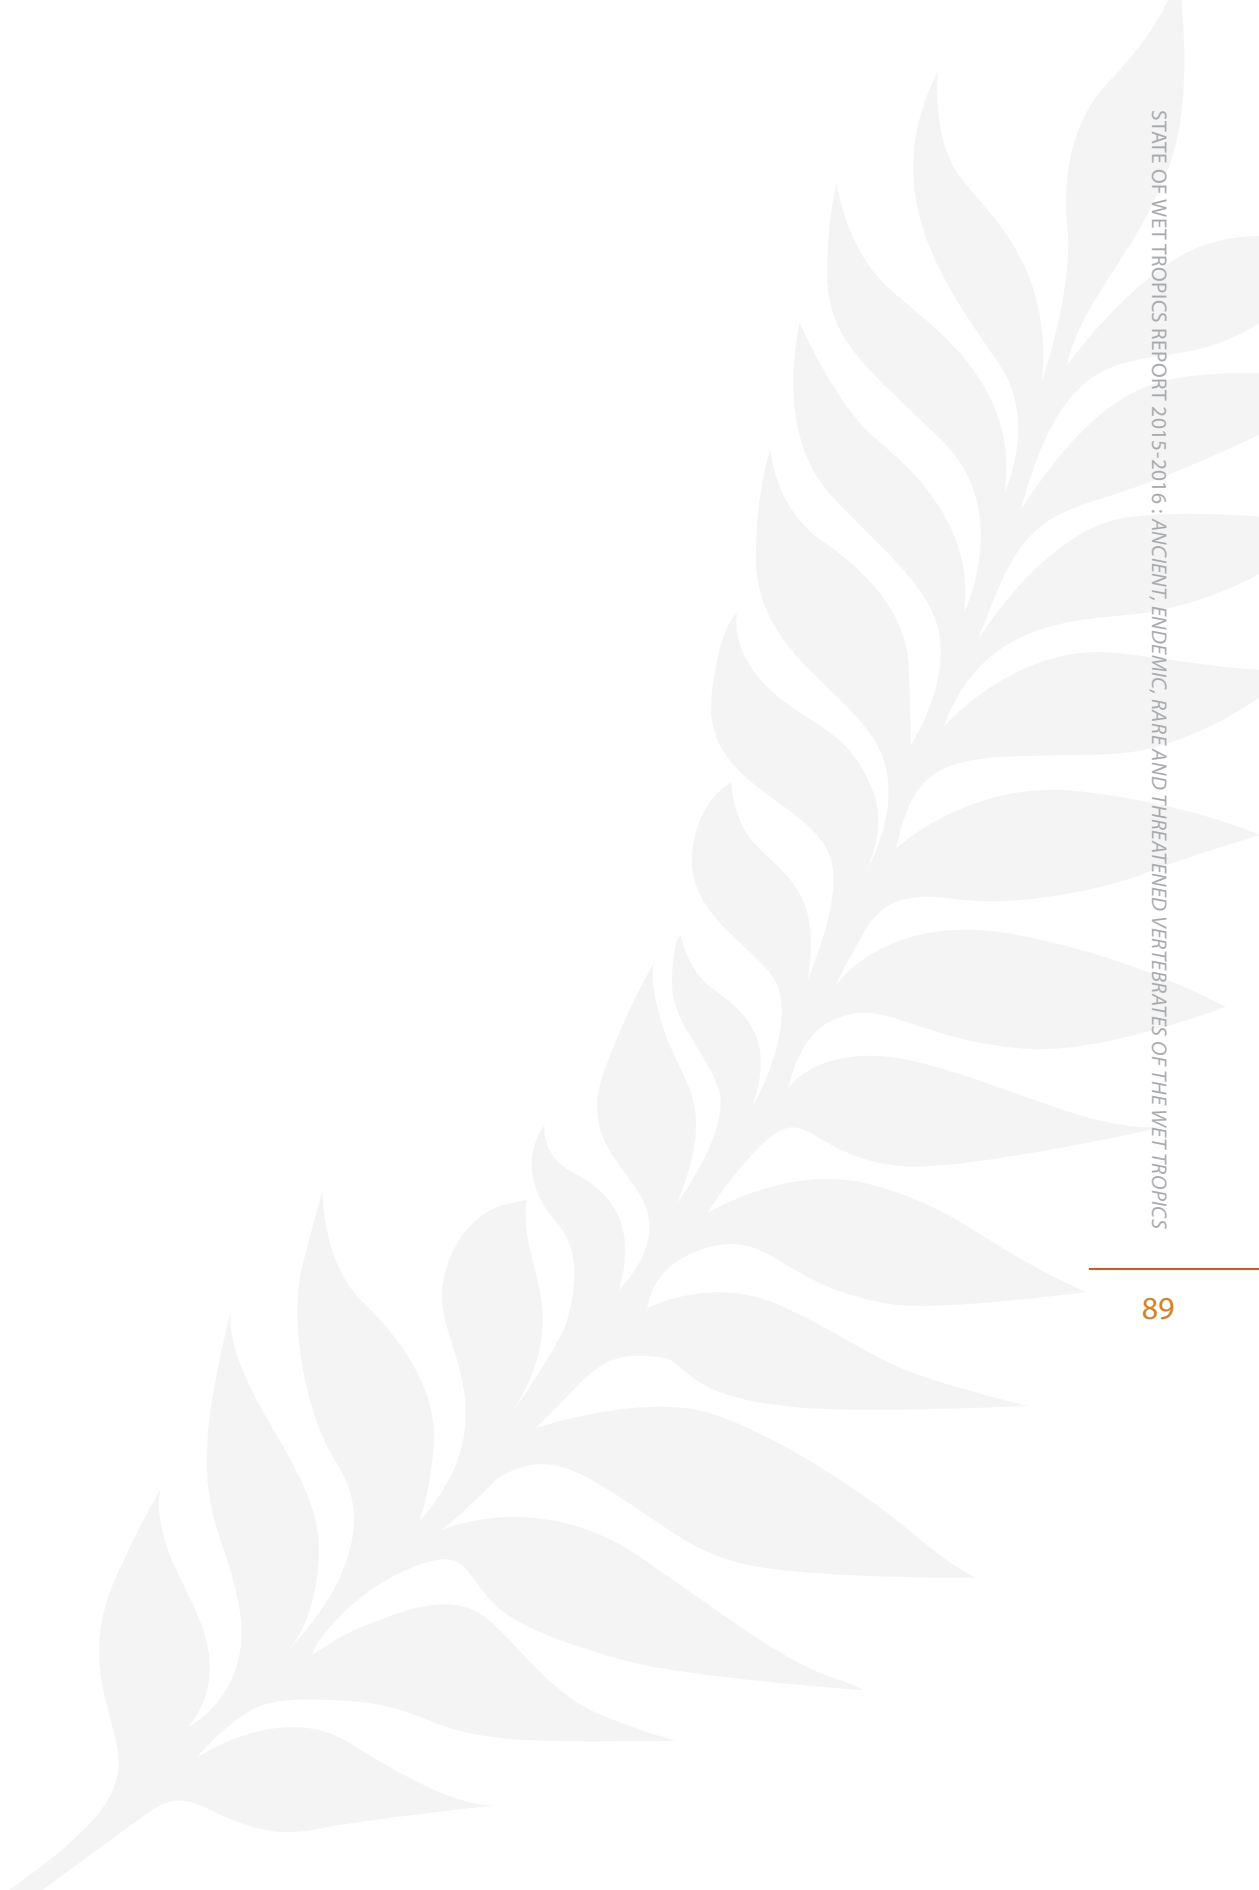 STATE OF WET TROPICS REPORT 2015-2016 : ANCIENT, ENDEMIC, RARE AND THREATENED VERTEBRATES OF THE WET TROPICS
89